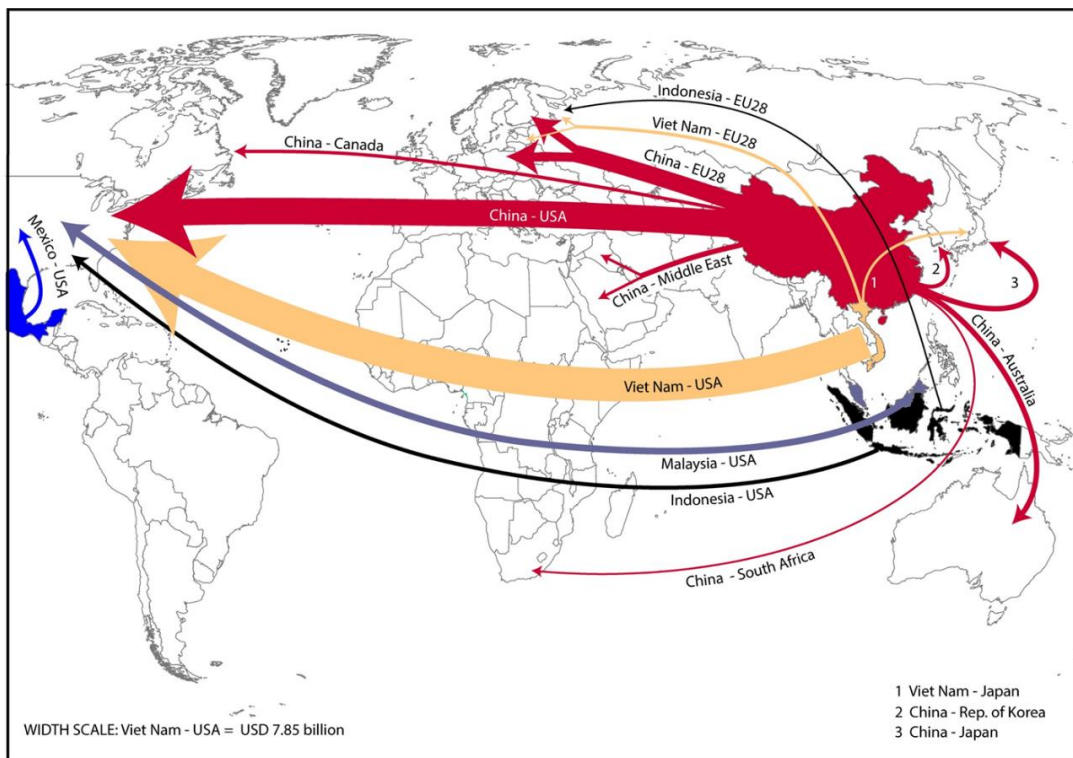 Indonesia - EU28
Viet Nam - EU28
China - Canada
China - EU28
China - USA
Mexico - USA
China - Middle East
1
2
3
China - Australia
Viet Nam - USA
Malaysia - USA
Indonesia - USA
China - South Africa
1 Viet Nam - Japan
2 China - Rep. of Korea
3 China - Japan
WIDTH SCALE: Viet Nam - USA = USD 7.85 billion